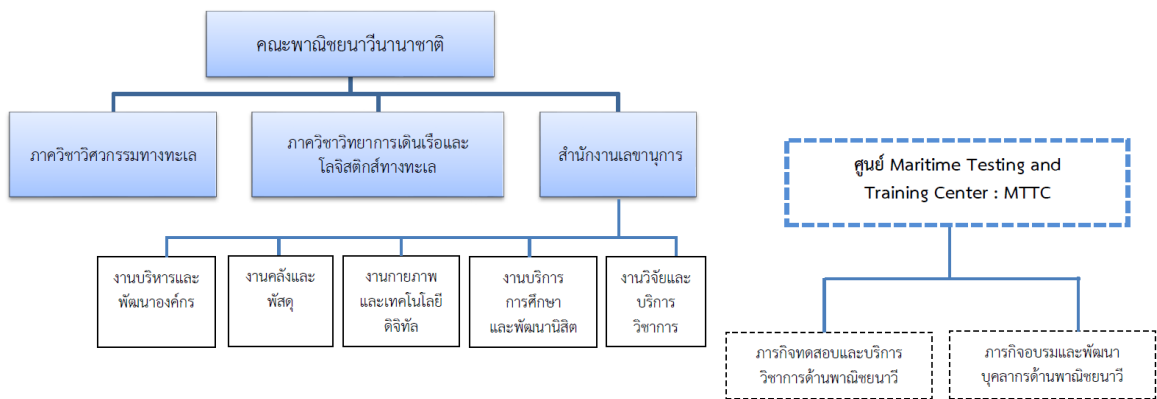 คณะพาณิชยนาวีนานาชาติ
ภาควิชาวิศวกรรมทางทะเล
ภาควิชาวิทยาการเดินเรือและ
โลจิสติกส์ทางทะเล
สำนักงานเลขานุการ
งานบริหารและ
พัฒนาองค์กร
งานคลังและ
พัสดุ
งานกายภาพ
และเทคโนโลยี
ดิจิทัล
งานบริการ
การศึกษา
และพัฒนานิสิต
งานวิจัยและ
บริการ
วิชาการ
ศูนย์ Maritime Testing and
Training Center : MTTC
ภารกิจทดสอบและบริการ
วิชาการด้านพาณิชยนาวี
ภารกิจอบรมและพัฒนา
บุคลากรด้านพาณิชยนาวี